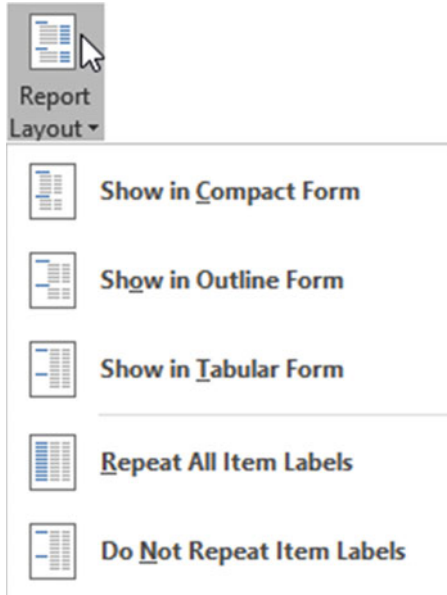 Report
Layout
Show in Compact Form
Show in Outline Form
Show in Tabular Form
Repeat All Item Labels
Do Not Repeat Item Labels